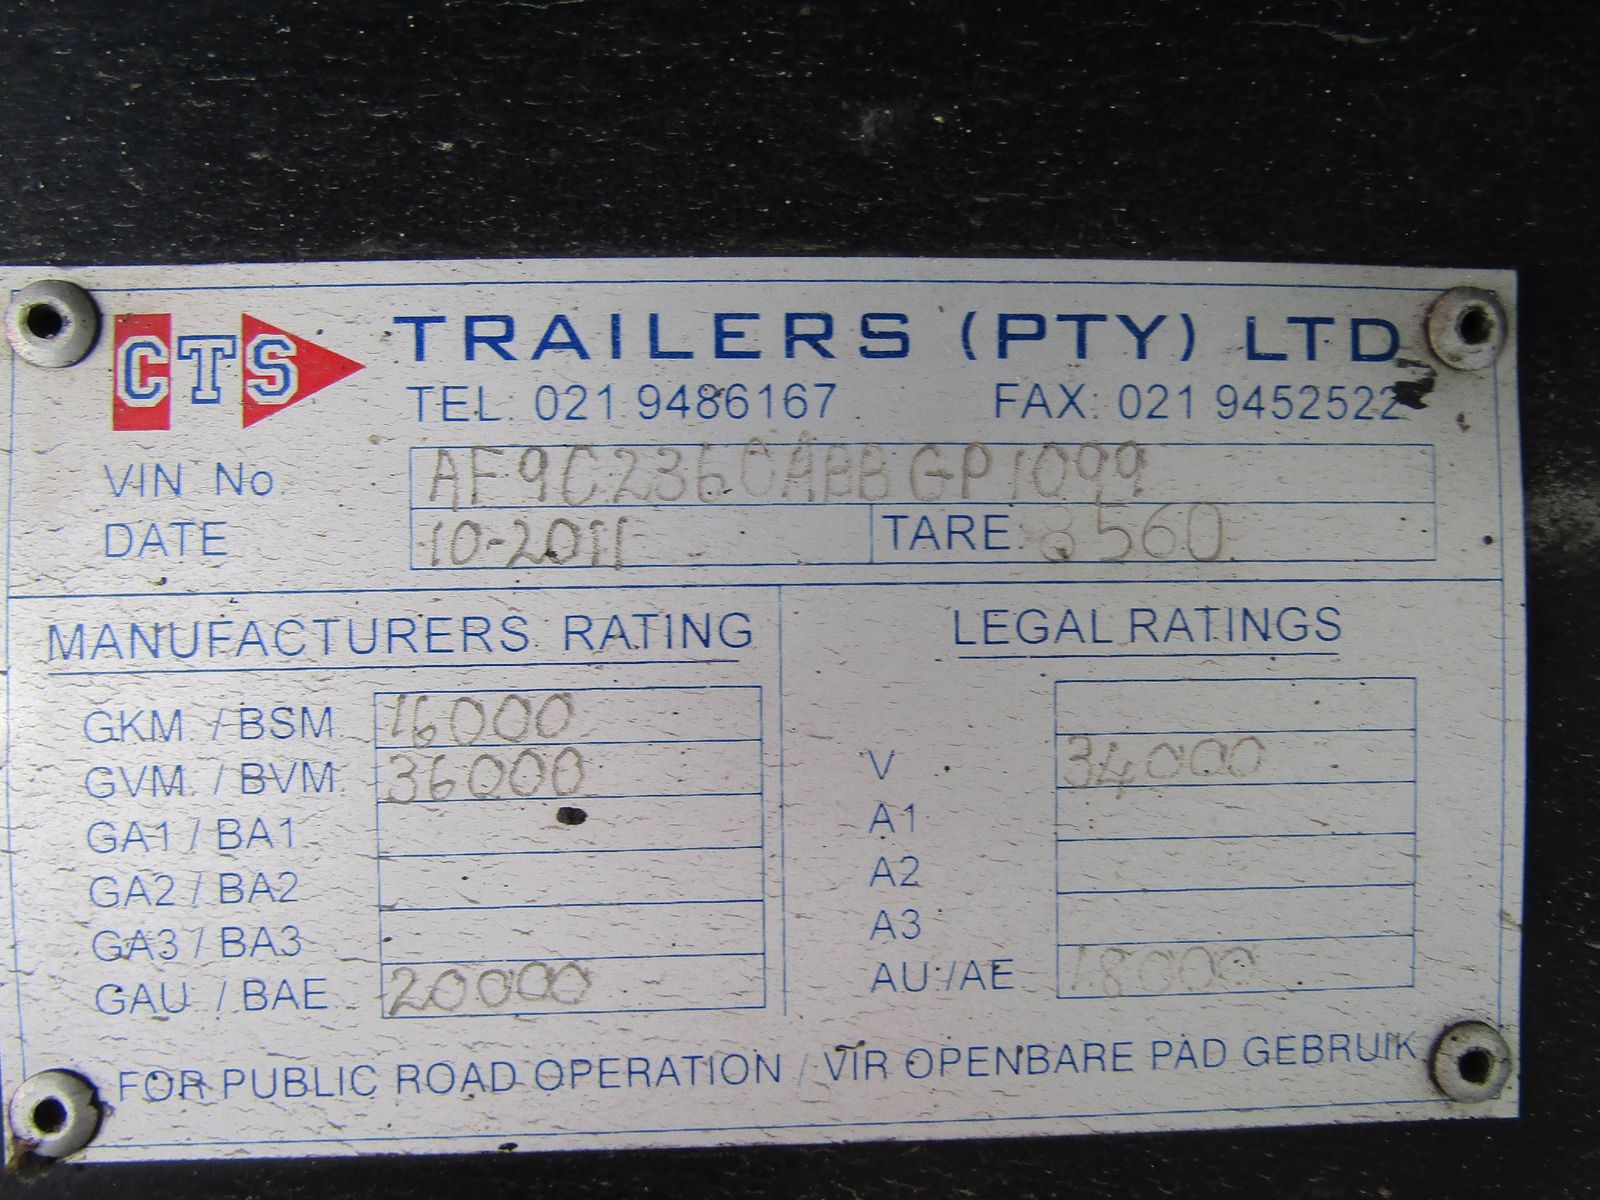 CTS TRAILERS (PTY) LTD
TEL: 021 9486167 FAX: 021 9452522
VIN No. AF9C2360ABBGP1099
DATE 10-2011 TARE: 8560
MANUFACTURERS RATING LEGAL RATINGS
GKM / BSM 16000
GVM / BVM 36000 V 34000
GA1 / BA1 A1
GA2 / BA2 A2
GA3 / BA3 A3
GAU / BAE 20000 AU / AE 18000
FOR PUBLIC ROAD OPERATION / VIR OPENBARE PAD GEBRUIK